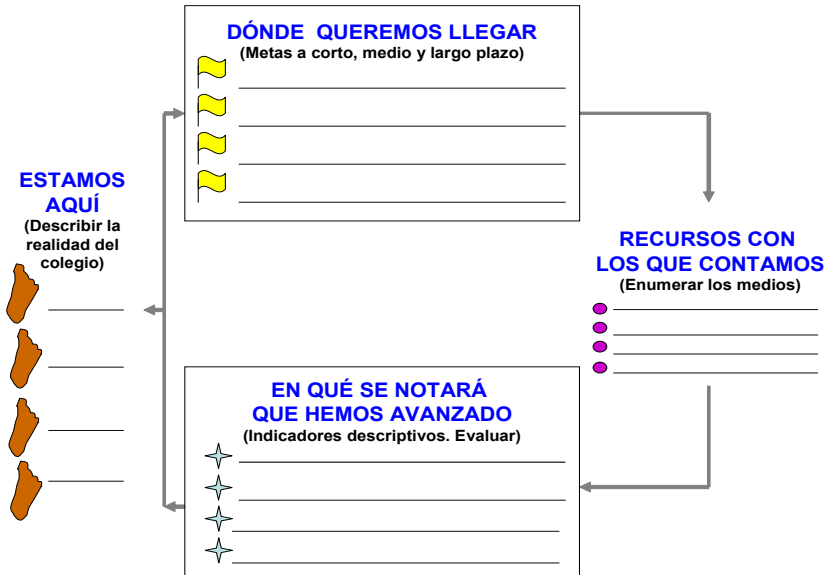 DÓNDE QUEREMOS LLEGAR
(Metas a corto, medio y largo plazo)
ESTAMOS
AQUÍ
(Describir la
realidad del
colegio)
RECURSOS CON
LOS QUE CONTAMOS
(Enumerar los medios)
EN QUÉ SE NOTARÁ
QUE HEMOS AVANZADO
(Indicadores descriptivos. Evaluar)